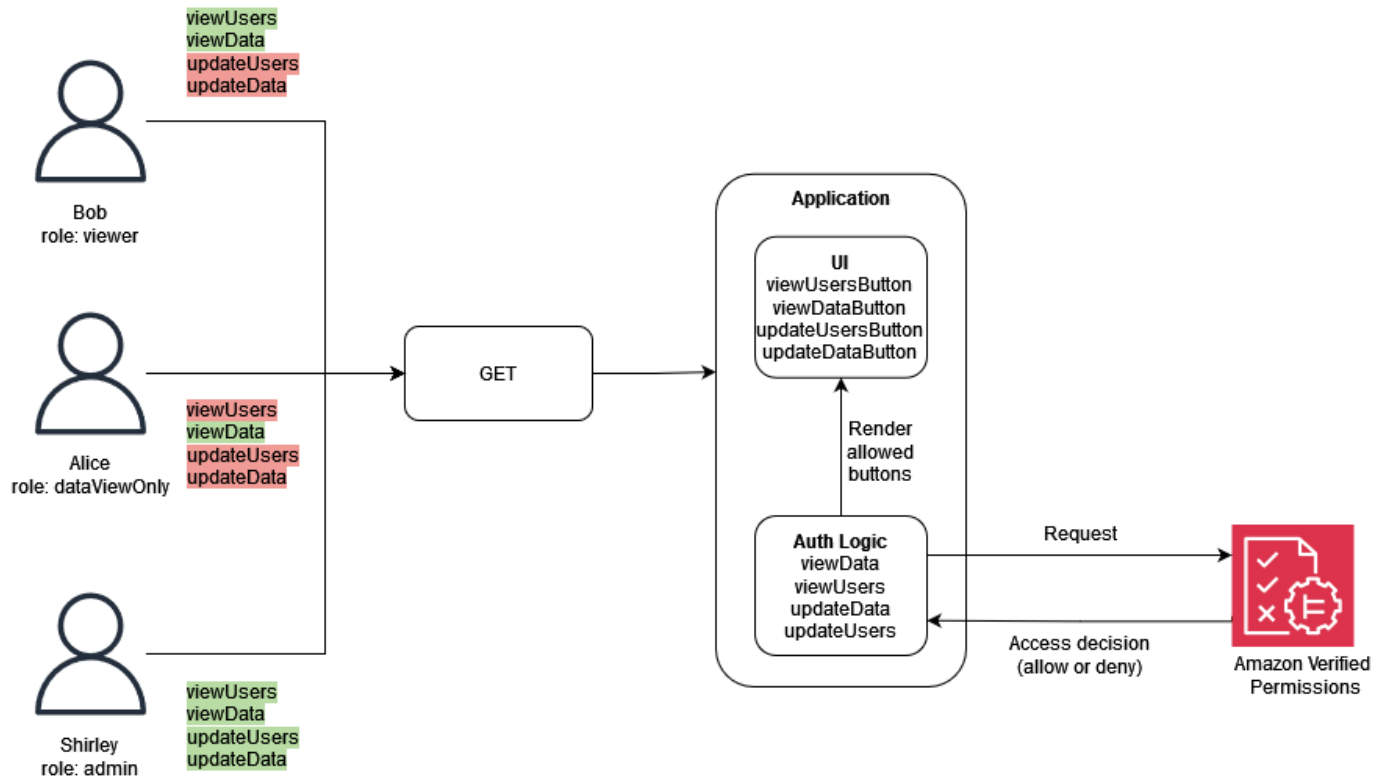 viewUsers
viewData
updateUsers
updateData
Bob
role: viewer
viewUsers
viewData
updateUsers
updateData
Alice
role: dataViewOnly
viewUsers
viewData
updateUsers
updateData
Shirley
role: admin
GET
Application
UI
viewUsersButton
viewDataButton
updateUsersButton
updateDataButton
Render
allowed
buttons
Auth Logic
viewData
viewUsers
updateData
updateUsers
Request
Access decision
(allow or deny)
Amazon Verified
Permissions